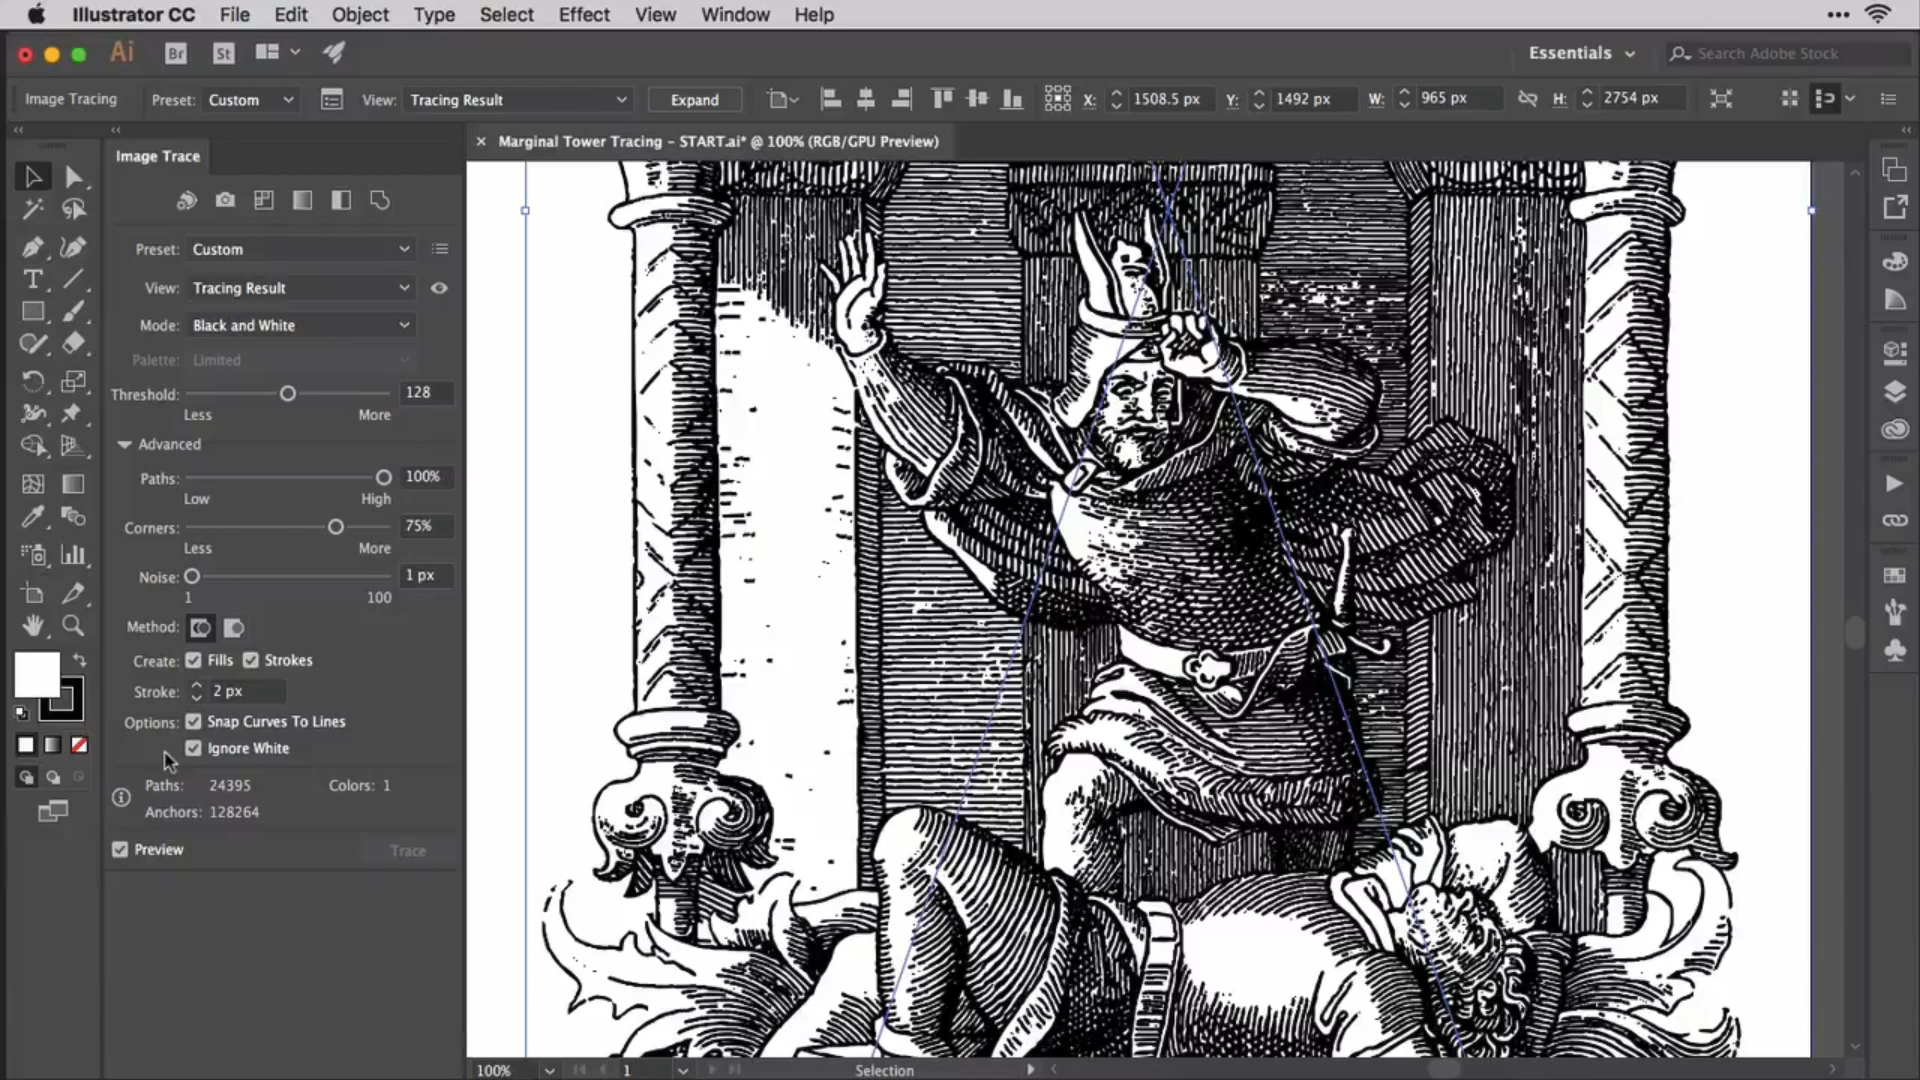 Illustrator CC File Edit Object Type Select Effect View Window Help
Ai Br St Essentials Search Adobe Stock
Image Tracing Preset: Custom View: Tracing Result Expand X: 1508.5 px Y: 1492 px W: 965 px H: 2754 px
× Marginal Tower Tracing – START.ai* @ 100% (RGB/GPU Preview)
Image Trace
Preset: Custom
View: Tracing Result
Mode: Black and White
Palette: Limited
Threshold: 128
Less More
Advanced
Paths: 100%
Low High
Corners: 75%
Less More
Noise: 1 px
1 100
Method:
Create: Fills Strokes
Stroke: 2 px
Options: Snap Curves To Lines
Ignore White
Paths: 24395 Colors: 1
Anchors: 128264
Preview Trace
100% 1 Selection